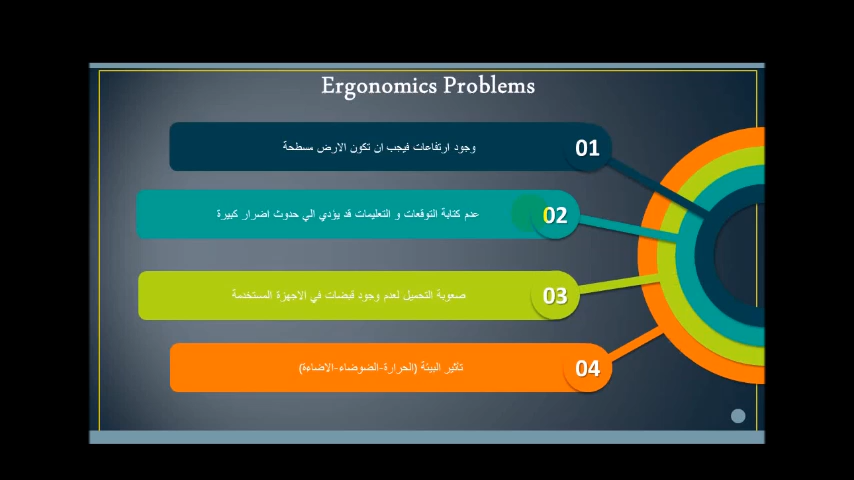 Ergonomics Problems
01
وجود ارتفاعات فيجب ان تكون الارض مسطحة
02
عدم كتابة التوقعات و التعليمات قد يؤدي الي حدوث اضرار كبيرة
03
صعوبة التحميل لعدم وجود قبضات في الاجهزة المستخدمة
04
تأثير البيئة (الحرارة-الضوضاء-الاضاءة)